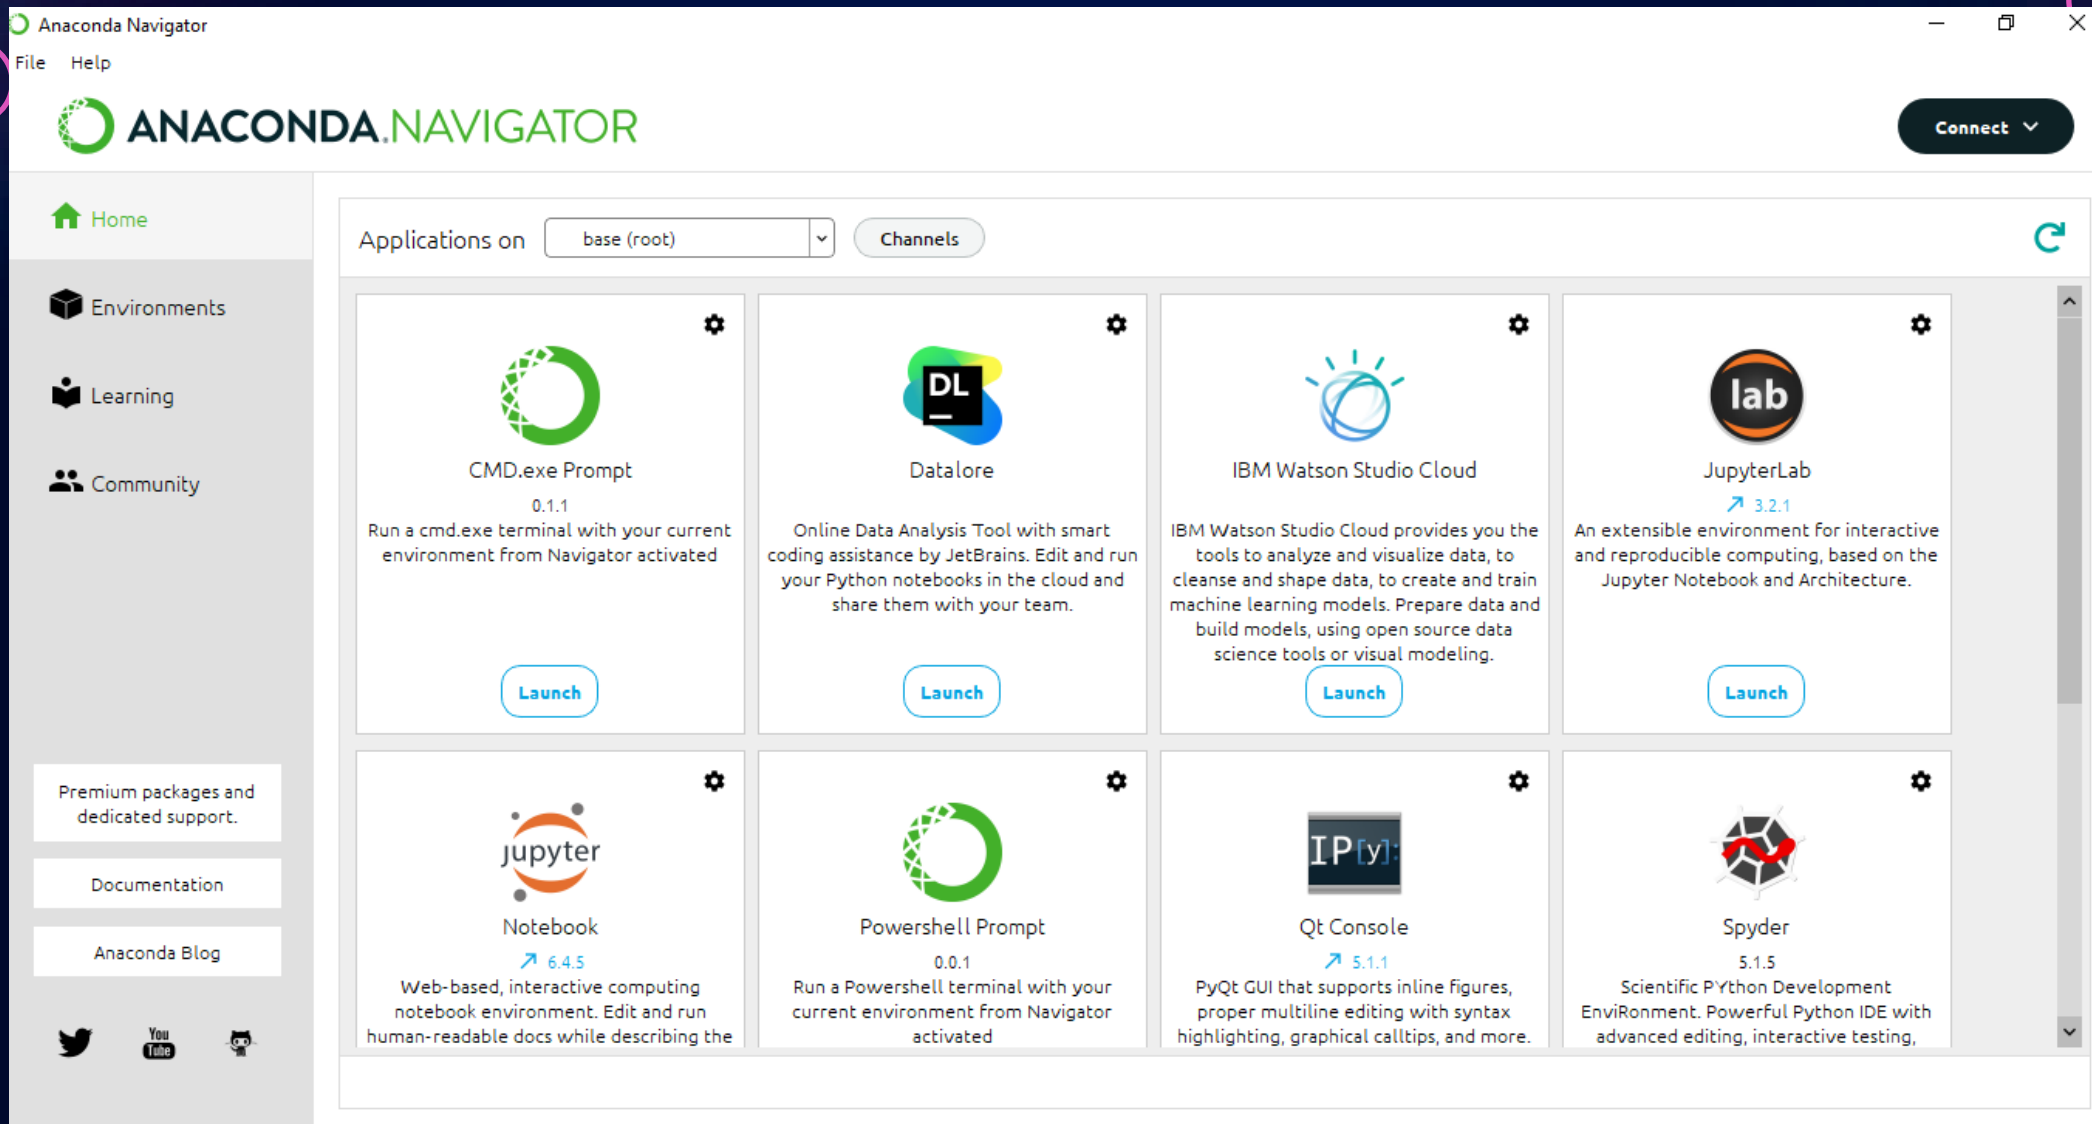 Anaconda Navigator
File Help
ANACONDA.NAVIGATOR
Connect
Home
Environments
Learning
Community
Premium packages and
dedicated support.
Documentation
Anaconda Blog
You
Tube
Applications on base (root) Channels
CMD.exe Prompt
0.1.1
Run a cmd.exe terminal with your current
environment from Navigator activated
Launch
DL
Datalore
Online Data Analysis Tool with smart
coding assistance by JetBrains. Edit and run
your Python notebooks in the cloud and
share them with your team.
Launch
IBM Watson Studio Cloud
IBM Watson Studio Cloud provides you the
tools to analyze and visualize data, to
cleanse and shape data, to create and train
machine learning models. Prepare data and
build models, using open source data
science tools or visual modeling.
Launch
lab
JupyterLab
3.2.1
An extensible environment for interactive
and reproducible computing, based on the
Jupyter Notebook and Architecture.
Launch
jupyter
Notebook
6.4.5
Web-based, interactive computing
notebook environment. Edit and run
human-readable docs while describing the
Powershell Prompt
0.0.1
Run a Powershell terminal with your
current environment from Navigator
activated
IP[y]:
Qt Console
5.1.1
PyQt GUI that supports inline figures,
proper multiline editing with syntax
highlighting, graphical calltips, and more.
Spyder
5.1.5
Scientific PYthon Development
EnviRonment. Powerful Python IDE with
advanced editing, interactive testing,